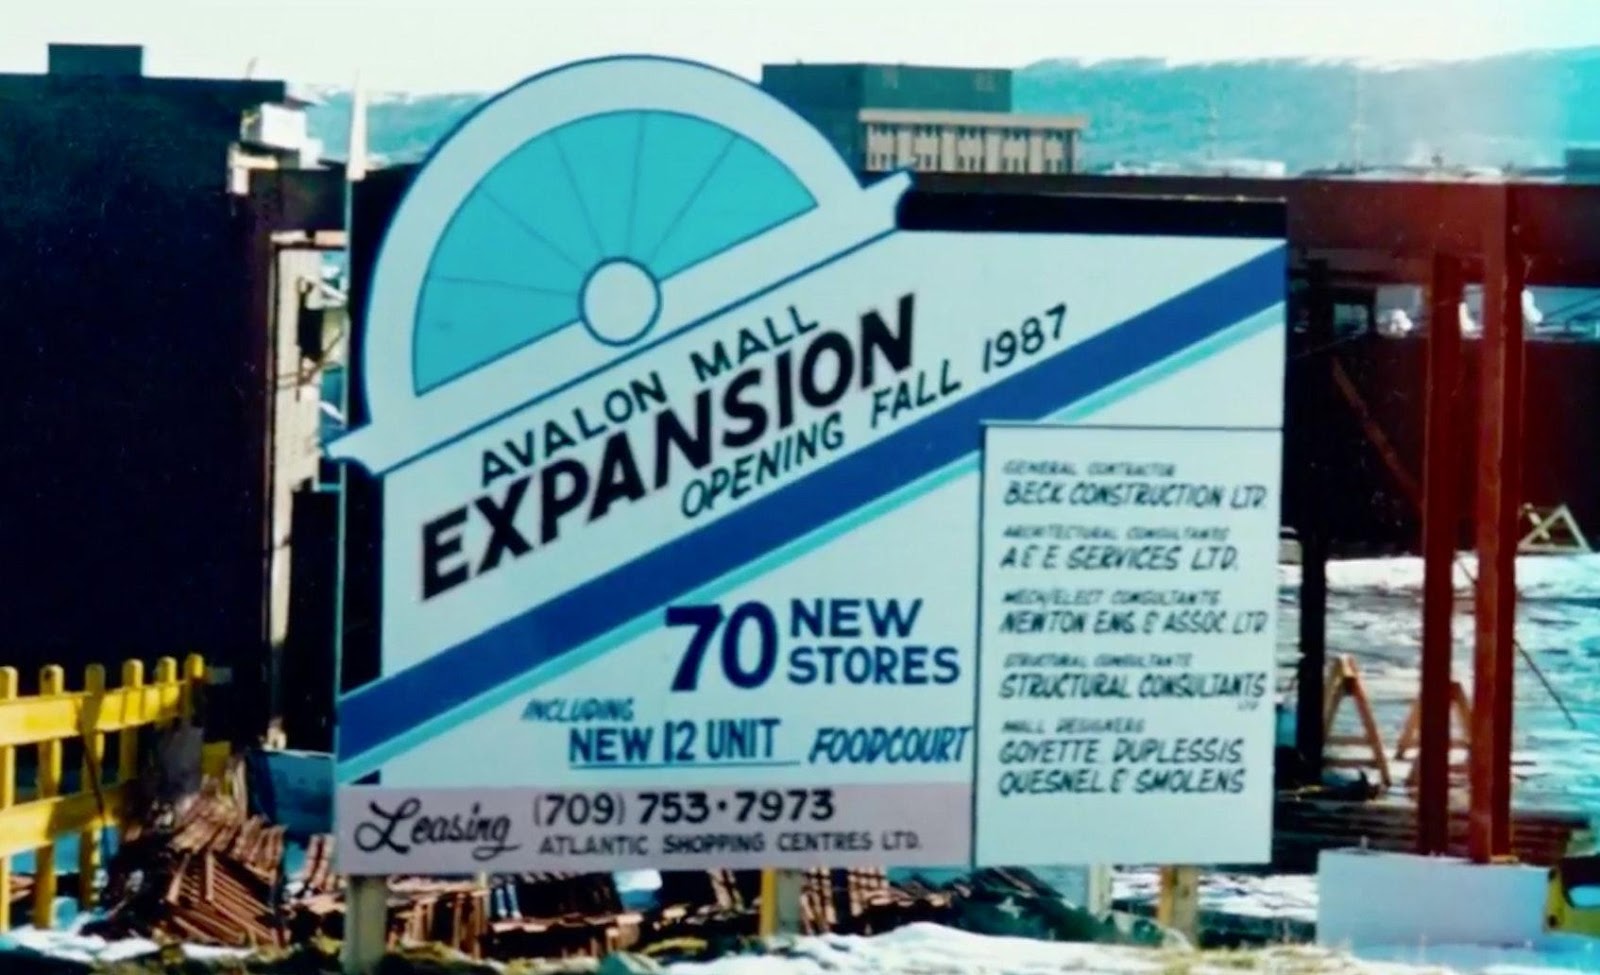 AVALON MALL
EXPANSION
OPENING FALL 1987
70 NEW
STORES
INCLUDING
NEW 12 UNIT FOODCOURT
Leasing (709) 753·7973
ATLANTIC SHOPPING CENTRES LTD.
GENERAL CONTRACTOR
BECK CONSTRUCTION LTD.
ARCHITECTURAL CONSULTANTS
A & E SERVICES LTD.
MECH/ELECT CONSULTANTS
NEWTON ENG. & ASSOC. LTD
STRUCTURAL CONSULTANTS
STRUCTURAL CONSULTANTS
LTD
MALL DESIGNERS
GOYETTE DUPLESSIS
QUESNEL & SMOLENS